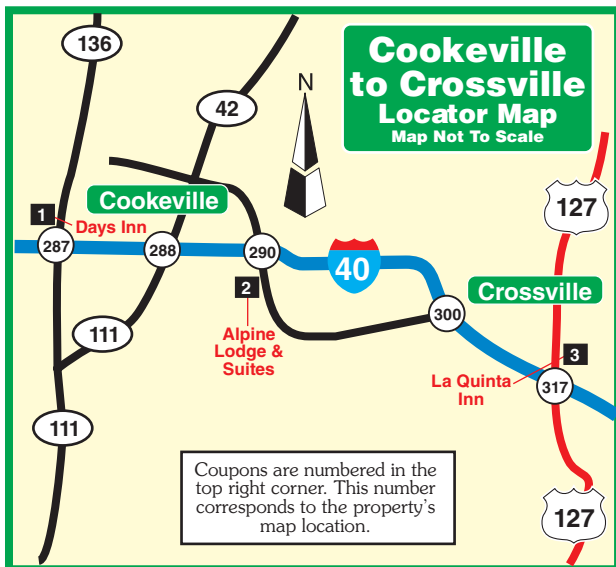 Cookeville
to Crossville
Locator Map
Map Not To Scale
136
42
N
127
Cookeville
1
Days Inn
287
288
290
40
Crossville
2
300
111
Alpine
Lodge &
Suites
3
La Quinta
Inn
317
111
Coupons are numbered in the
top right corner. This number
corresponds to the property's
map location.
127